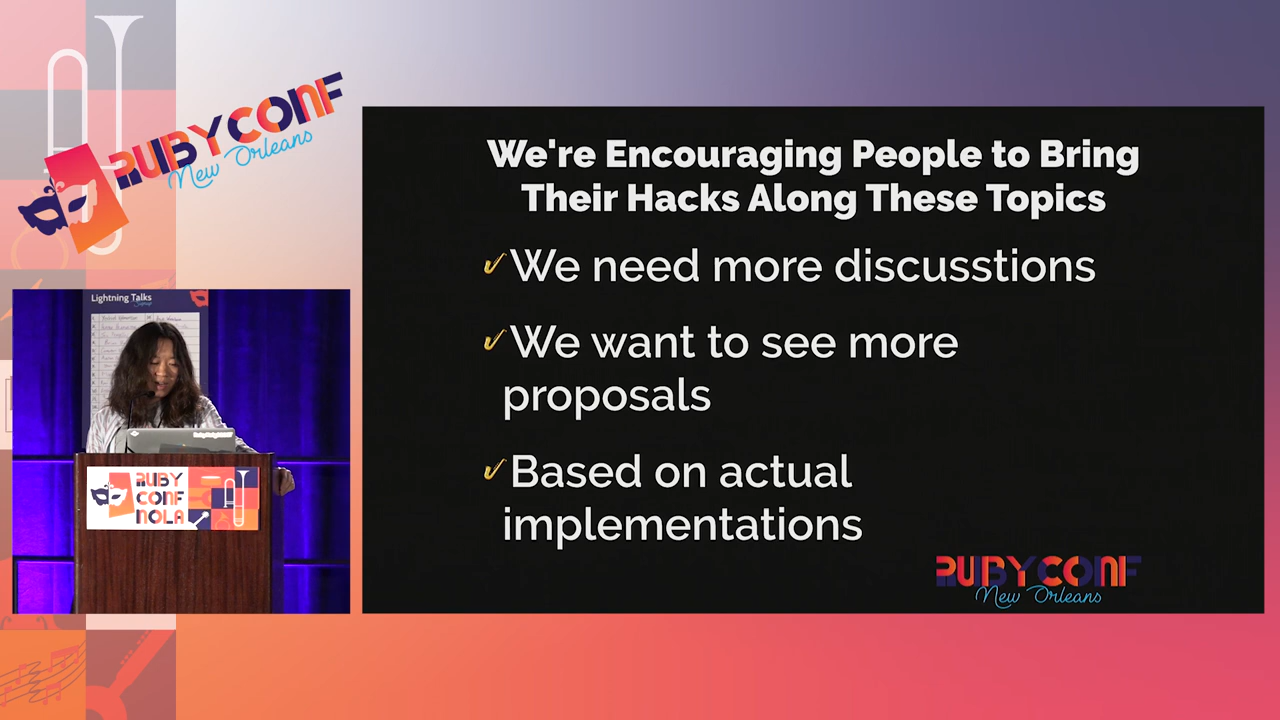 RUBYCONF
New Orleans
We're Encouraging People to Bring
Their Hacks Along These Topics
✓We need more discusstions
✓We want to see more
proposals
✓Based on actual
implementations
RUBYCONF
New Orleans
Lightning Talks
RUBY
CONF
NOLA